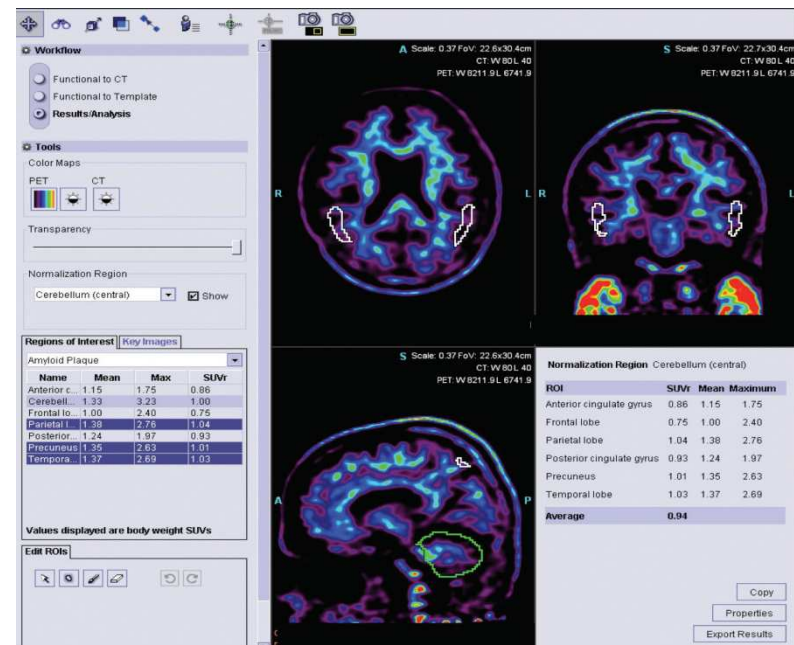 Workflow
Functional to CT
Functional to Template
Results/Analysis
Tools
Color Maps
PET CT
Transparency
Normalization Region
Cerebellum (central) Show
Regions of Interest Key Images
Amyloid Plaque
Name Mean Max SUVr
Anterior c... 1.15 1.75 0.86
Cerebell... 1.33 3.23 1.00
Frontal lo... 1.00 2.40 0.75
Parietal l... 1.38 2.76 1.04
Posterior... 1.24 1.97 0.93
Precuneus 1.35 2.63 1.01
Tempora... 1.37 2.69 1.03
Values displayed are body weight SUVs
Edit ROIs
A Scale: 0.37 FoV: 22.6x30.4cm
CT: W 80 L 40
PET: W 8211.9 L 6741.9
R L
S Scale: 0.37 FoV: 22.7x30.4cm
CT: W 80 L 40
PET: W 8211.9 L 6741.9
R L
S Scale: 0.37 FoV: 22.6x30.4cm
CT: W 80 L 40
PET: W 8211.9 L 6741.9
A P
Normalization Region Cerebellum (central)
ROI SUVr Mean Maximum
Anterior cingulate gyrus 0.86 1.15 1.75
Frontal lobe 0.75 1.00 2.40
Parietal lobe 1.04 1.38 2.76
Posterior cingulate gyrus 0.93 1.24 1.97
Precuneus 1.01 1.35 2.63
Temporal lobe 1.03 1.37 2.69
Average 0.94
Copy
Properties
Export Results